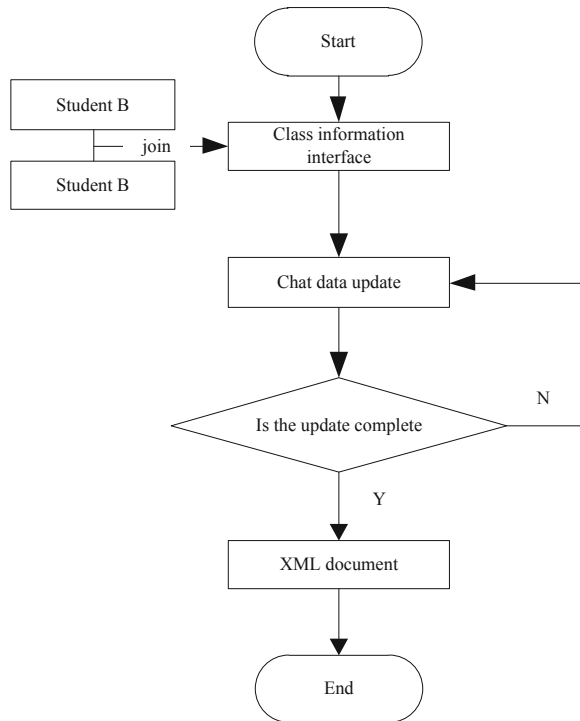 Start
Student B
join
Student B
Class information
interface
Chat data update
Is the update complete
N
Y
XML document
End